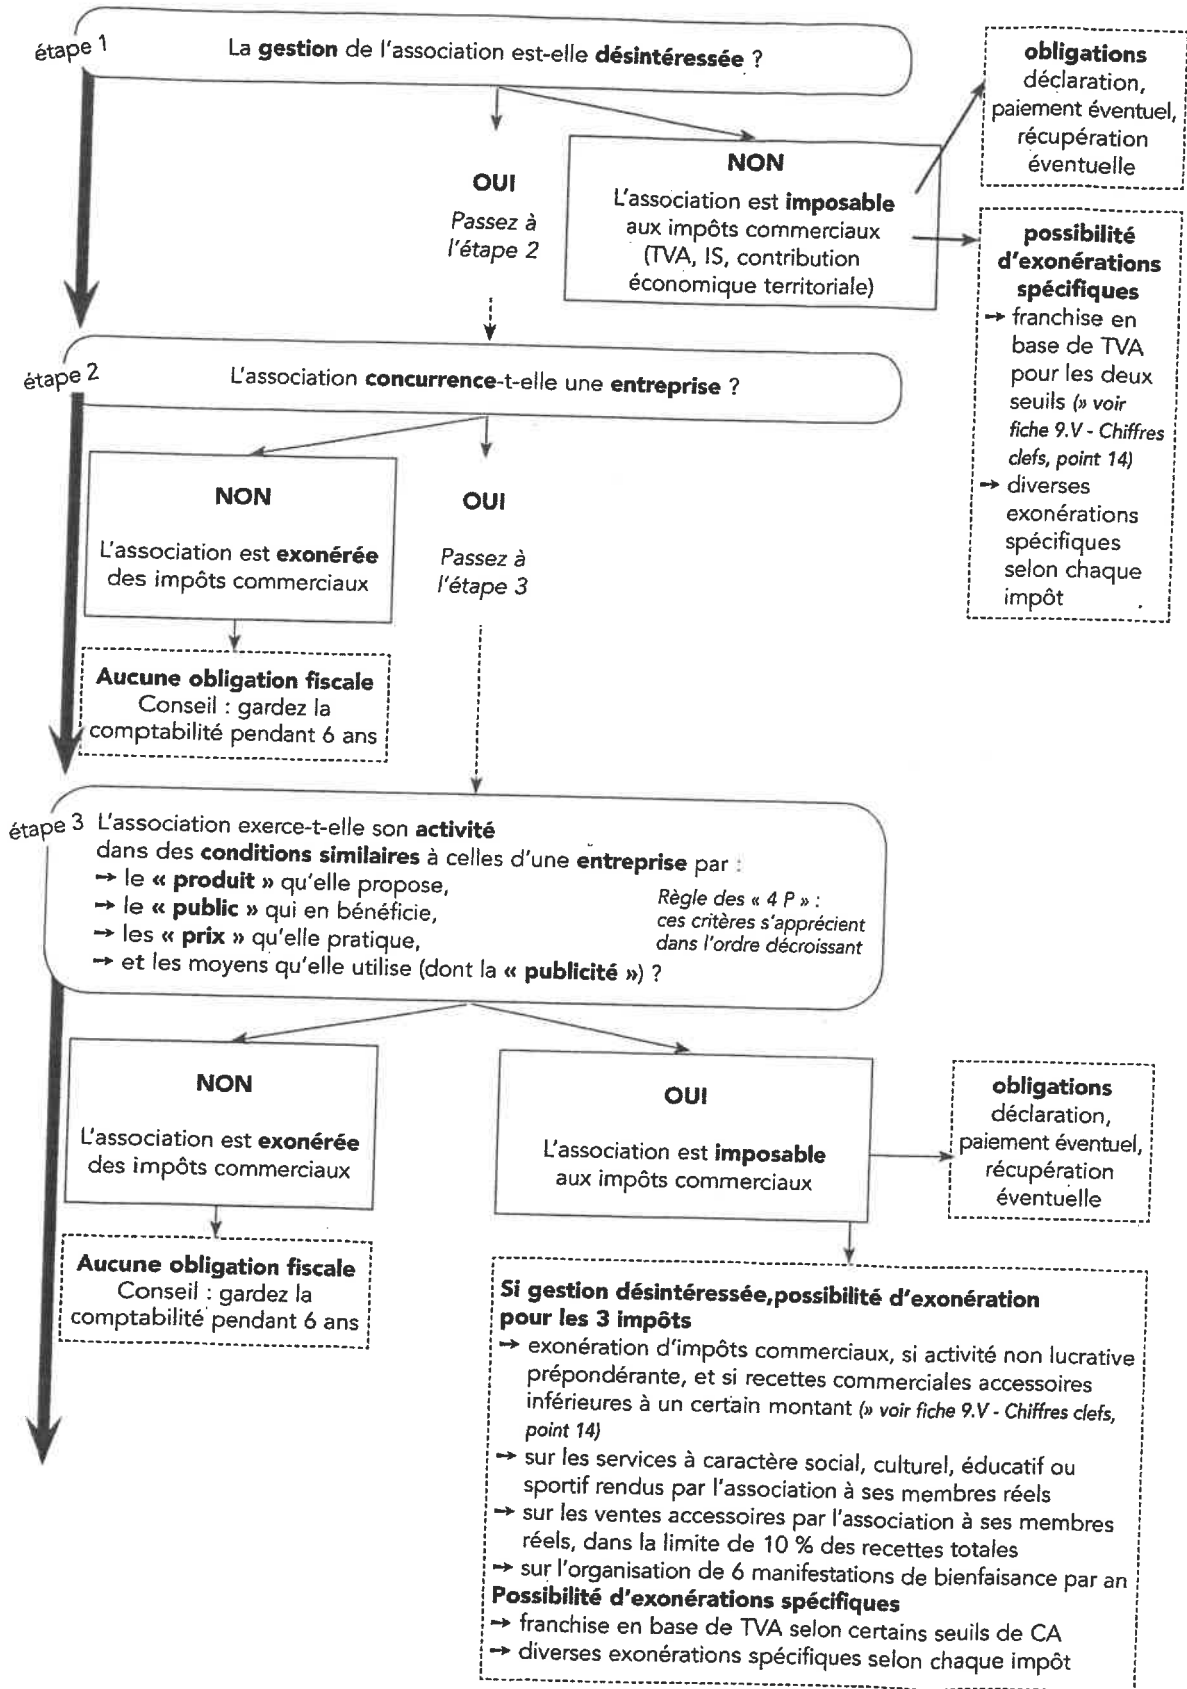 étape 1
La gestion de l'association est-elle désintéressée ?
obligations
déclaration,
paiement éventuel,
récupération
éventuelle
OUI
Passez à
l'étape 2
NON
L'association est imposable
aux impôts commerciaux
(TVA, IS, contribution
économique territoriale)
possibilité
d'exonérations
spécifiques
→ franchise en
base de TVA
pour les deux
seuils (» voir
fiche 9.V - Chiffres
clefs, point 14)
→ diverses
exonérations
spécifiques
selon chaque
impôt
étape 2
L'association concurrence-t-elle une entreprise ?
NON
L'association est exonérée
des impôts commerciaux
OUI
Passez à
l'étape 3
Aucune obligation fiscale
Conseil : gardez la
comptabilité pendant 6 ans
étape 3
L'association exerce-t-elle son activité
dans des conditions similaires à celles d'une entreprise par :
→ le « produit » qu'elle propose,
→ le « public » qui en bénéficie,
→ les « prix » qu'elle pratique,
→ et les moyens qu'elle utilise (dont la « publicité ») ?
Règle des « 4 P » :
ces critères s'apprécient
dans l'ordre décroissant
NON
L'association est exonérée
des impôts commerciaux
OUI
L'association est imposable
aux impôts commerciaux
obligations
déclaration,
paiement éventuel,
récupération
éventuelle
Aucune obligation fiscale
Conseil : gardez la
comptabilité pendant 6 ans
Si gestion désintéressée,possibilité d'exonération
pour les 3 impôts
→ exonération d'impôts commerciaux, si activité non lucrative
prépondérante, et si recettes commerciales accessoires
inférieures à un certain montant (» voir fiche 9.V - Chiffres clefs,
point 14)
→ sur les services à caractère social, culturel, éducatif ou
sportif rendus par l'association à ses membres réels
→ sur les ventes accessoires par l'association à ses membres
réels, dans la limite de 10 % des recettes totales
→ sur l'organisation de 6 manifestations de bienfaisance par an
Possibilité d'exonérations spécifiques
→ franchise en base de TVA selon certains seuils de CA
→ diverses exonérations spécifiques selon chaque impôt